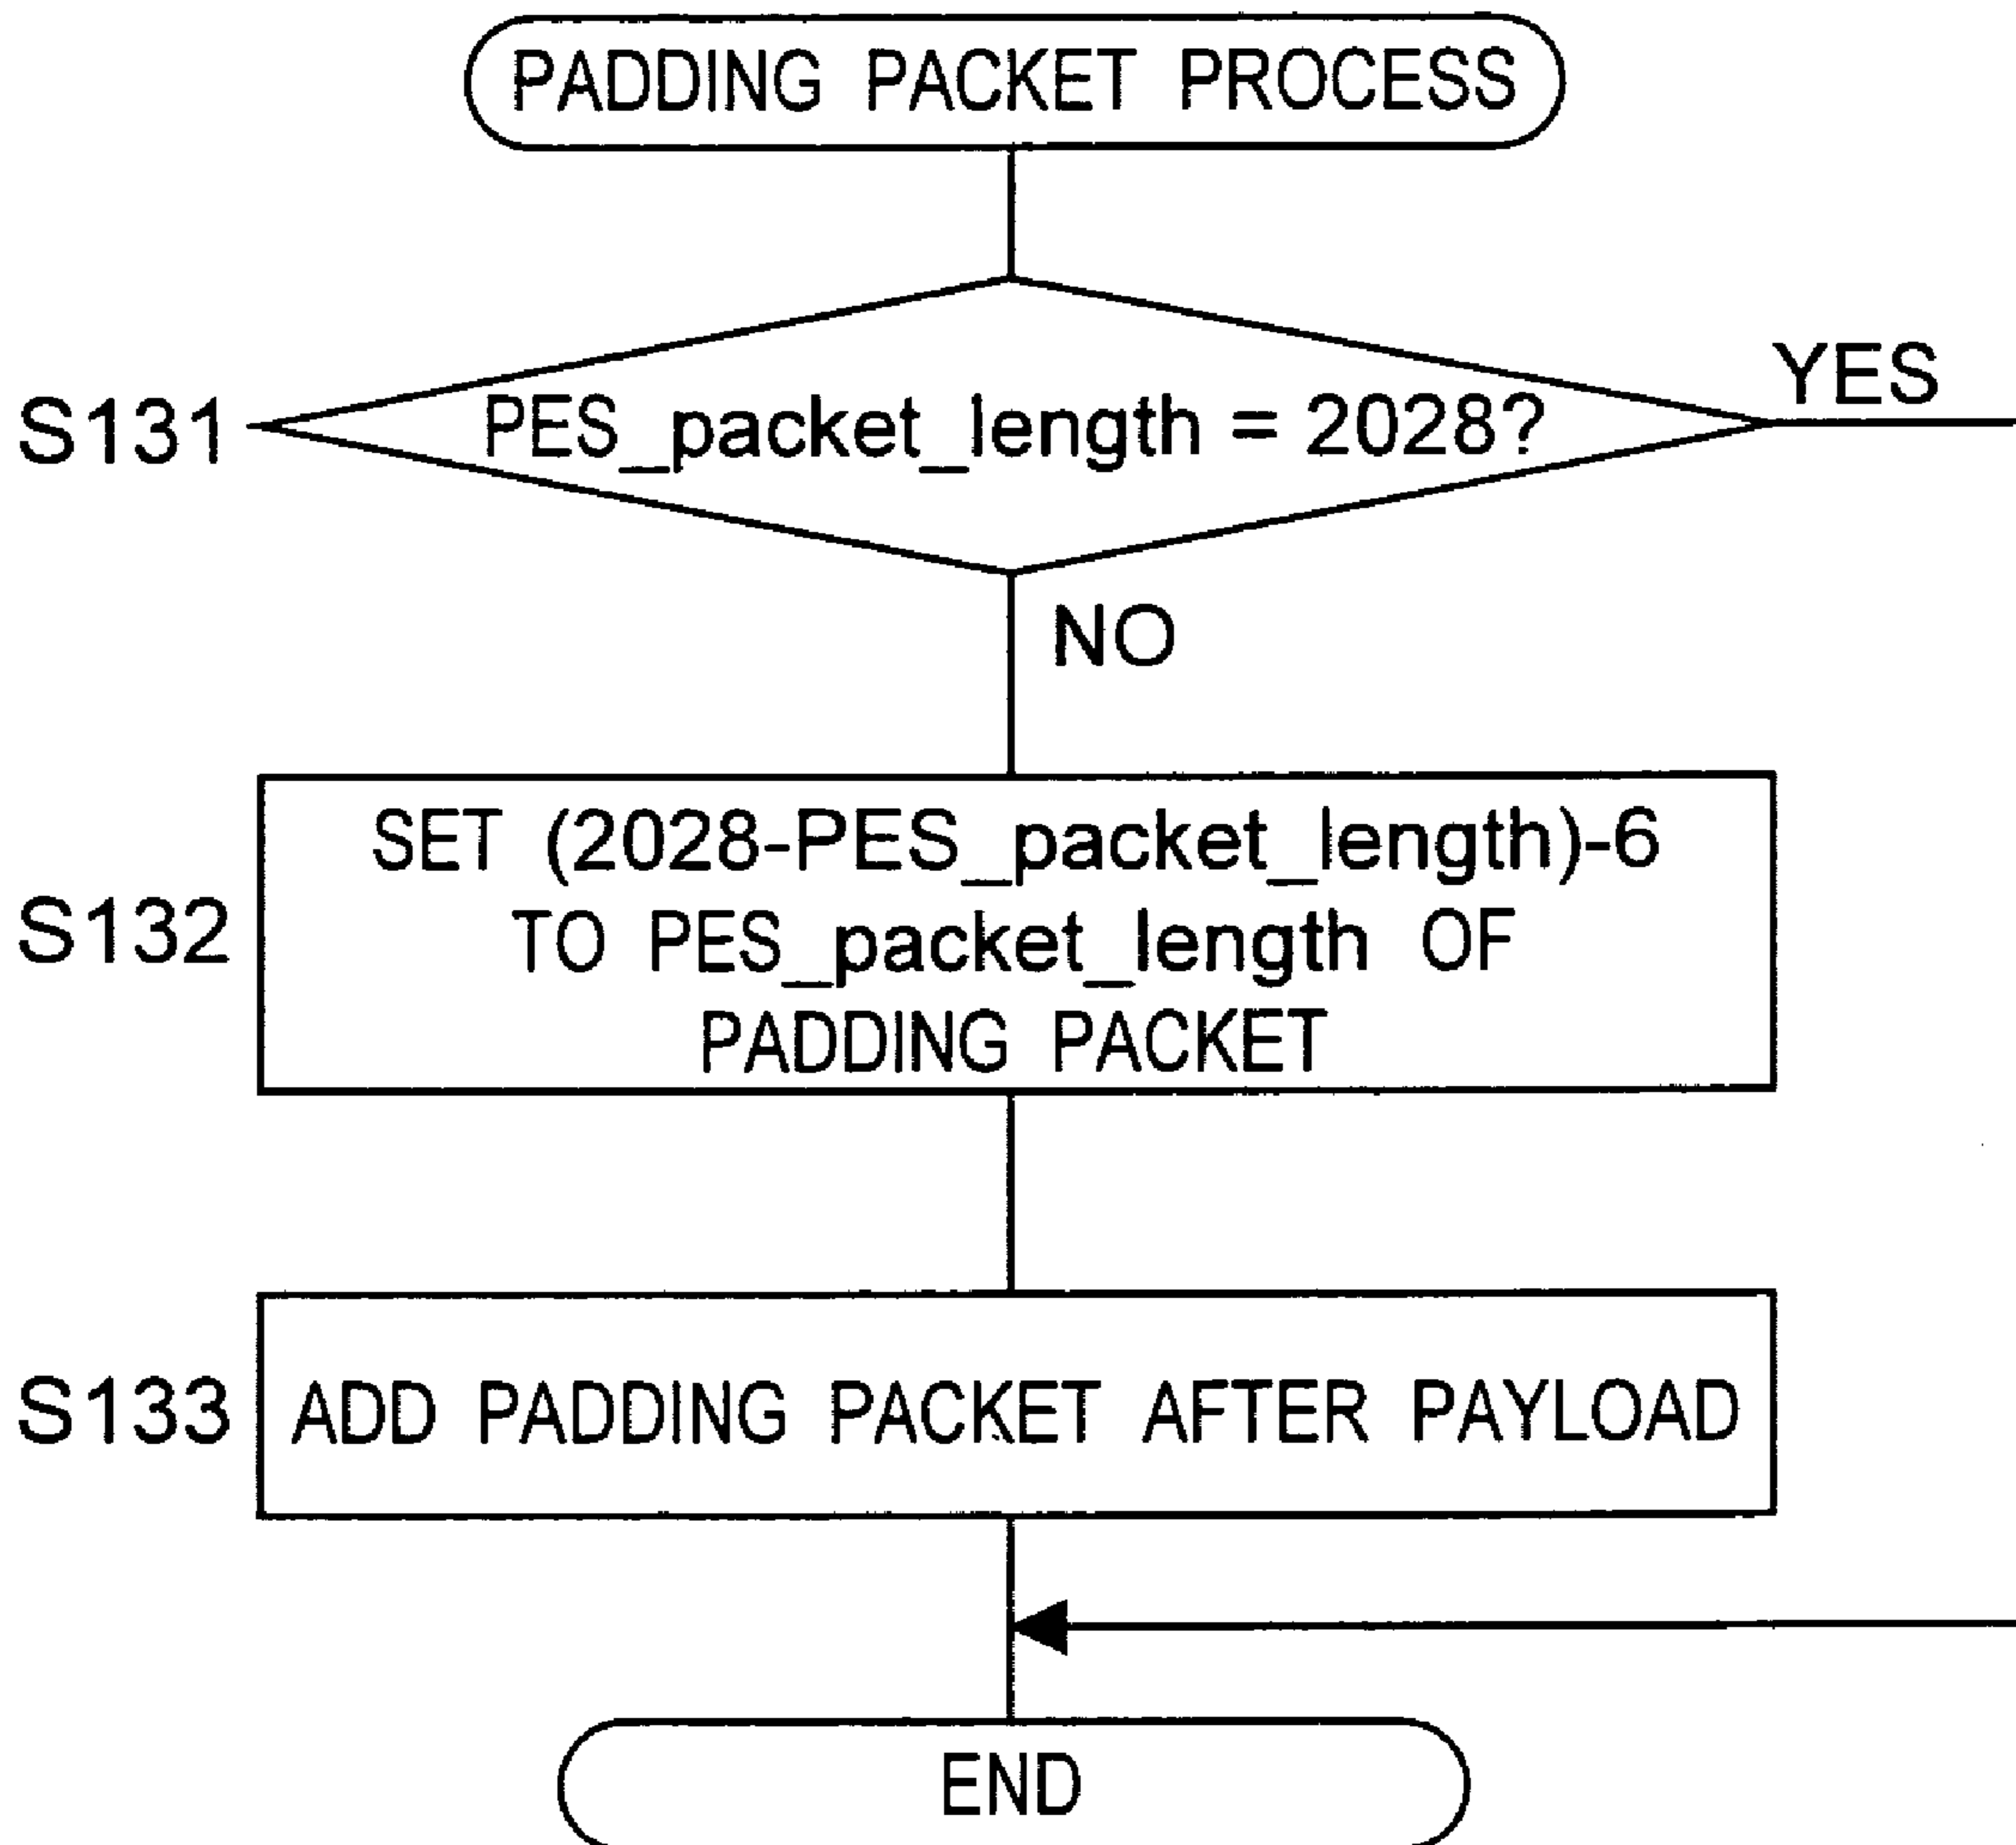 PADDING PACKET PROCESS
S131
PES_packet_length = 2028?
YES
NO
S132
SET (2028-PES_packet_length)-6
TO PES_packet_length OF
PADDING PACKET
S133
ADD PADDING PACKET AFTER PAYLOAD
END